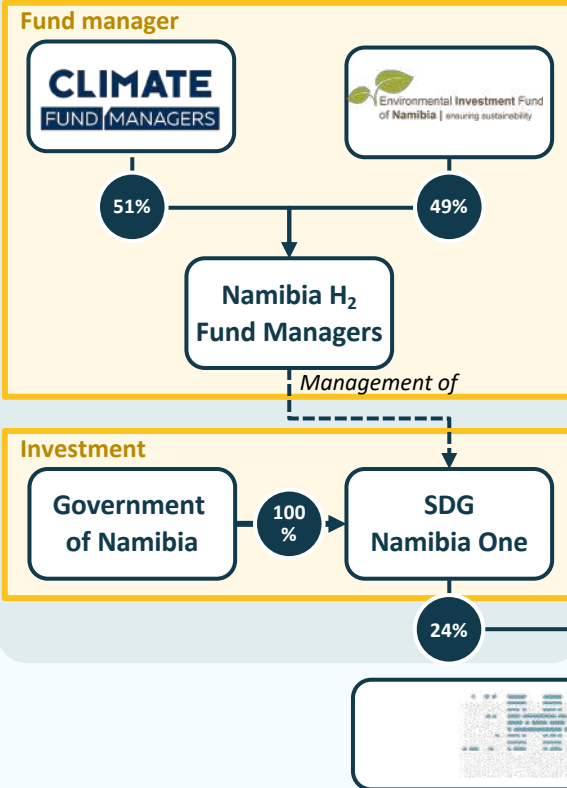 Fund manager
CLIMATE
FUND MANAGERS
Environmental Investment Fund
of Namibia | ensuring sustainability
51%
49%
Namibia H₂
Fund Managers
Management of
Investment
Government
of Namibia
100
%
SDG
Namibia One
24%